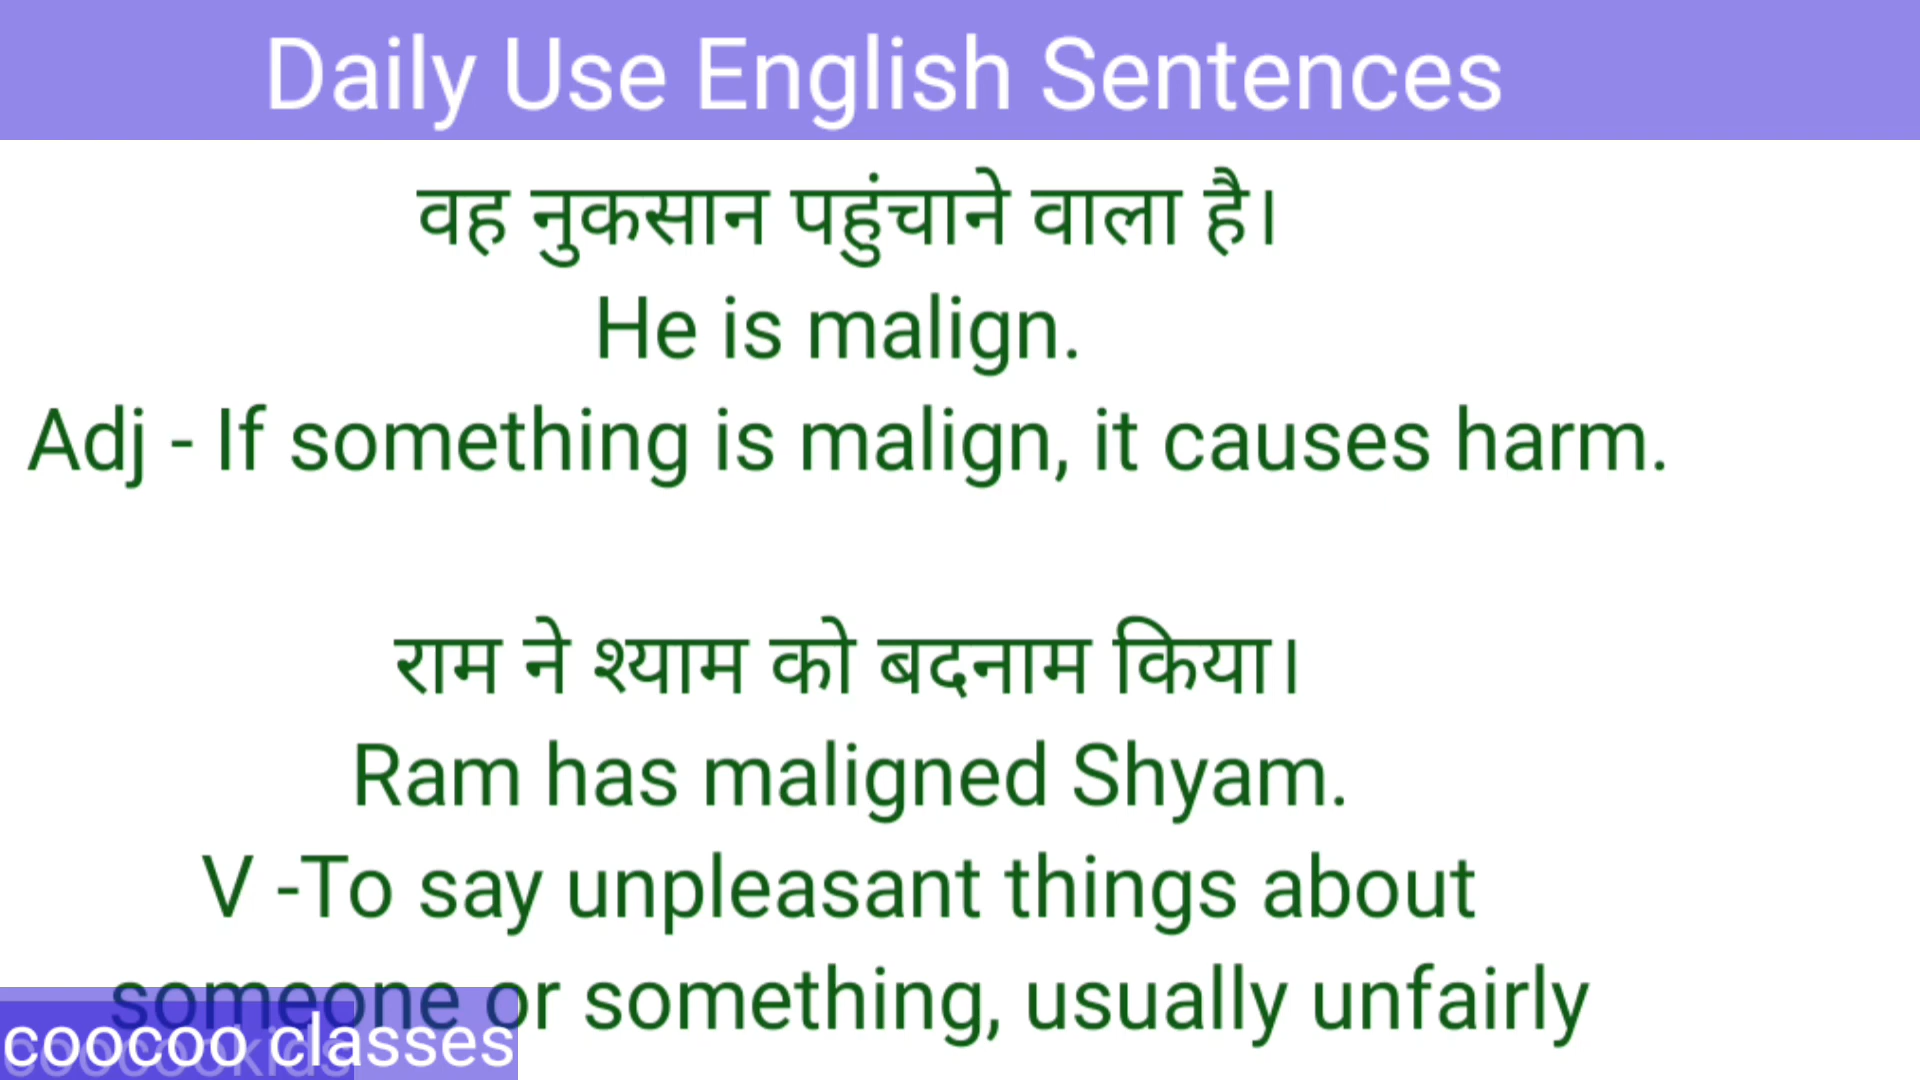 Daily Use English Sentences
वह नुकसान पहुंचाने वाला है।
He is malign.
Adj - If something is malign, it causes harm.
राम ने श्याम को बदनाम किया।
Ram has maligned Shyam.
V -To say unpleasant things about
someone or something, usually unfairly
coocoo classes
coocookids